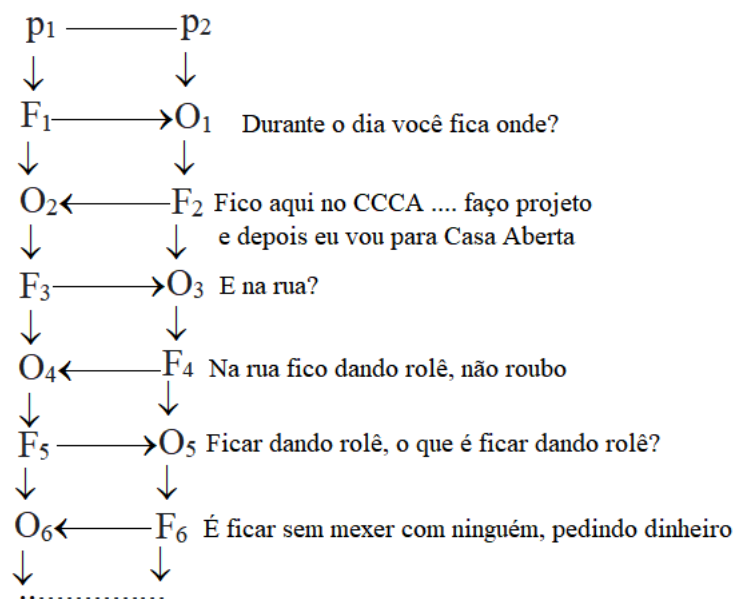 p1 p2
F1 O1 Durante o dia você fica onde?
O2 F2 Fico aqui no CCCA .... faço projeto
e depois eu vou para Casa Aberta
F3 O3 E na rua?
O4 F4 Na rua fico dando rolê, não roubo
F5 O5 Ficar dando rolê, o que é ficar dando rolê?
O6 F6 É ficar sem mexer com ninguém, pedindo dinheiro